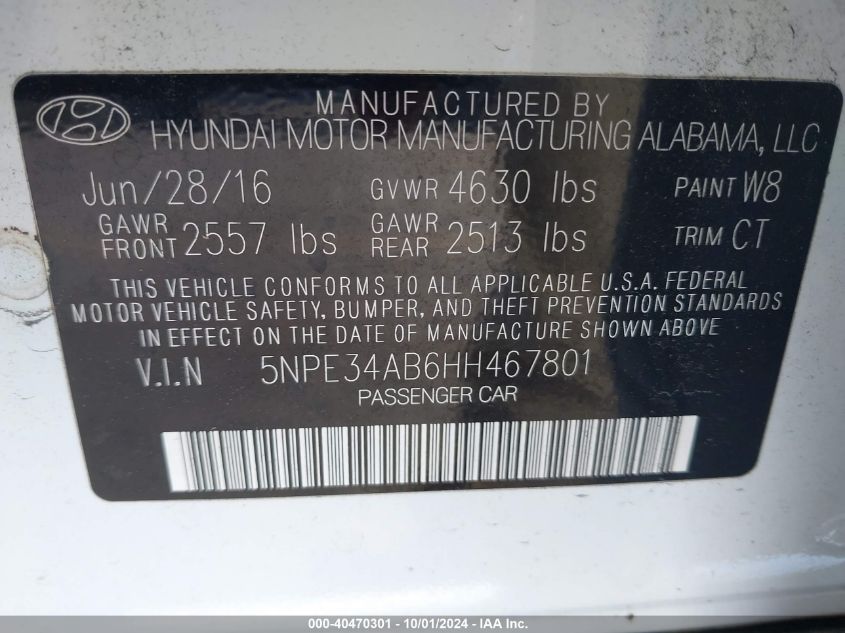 MANUFACTURED BY
HYUNDAI MOTOR MANUFACTURING ALABAMA, LLC
Jun/28/16 GVWR 4630 lbs PAINT W8
GAWR FRONT 2557 lbs GAWR REAR 2513 lbs TRIM CT
THIS VEHICLE CONFORMS TO ALL APPLICABLE U.S.A. FEDERAL
MOTOR VEHICLE SAFETY, BUMPER, AND THEFT PREVENTION STANDARDS
IN EFFECT ON THE DATE OF MANUFACTURE SHOWN ABOVE.
V.I.N 5NPE34AB6HH467801
PASSENGER CAR
000-40470301 - 10/01/2024 - IAA Inc.